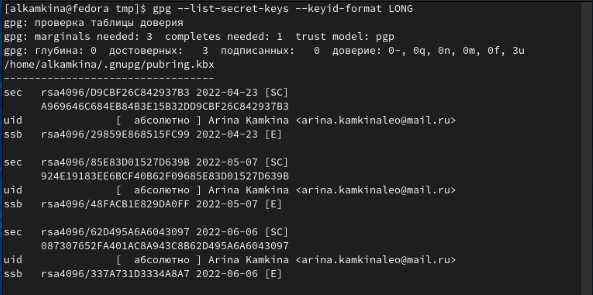 [alkamkina@fedora tmp]$ gpg --list-secret-keys --keyid-format LONG
gpg: проверка таблицы доверия
gpg: marginals needed: 3  completes needed: 1  trust model: pgp
gpg: глубина: 0  достоверных:   3  подписанных:   0  доверие: 0-, 0q, 0n, 0m, 0f, 3u
/home/alkamkina/.gnupg/pubring.kbx
----------------------------------
sec   rsa4096/D9CBF26C842937B3 2022-04-23 [SC]
      A969646C684EB84B3E15B32DD9CBF26C842937B3
uid              [  абсолютно ] Arina Kamkina <arina.kamkinaleo@mail.ru>
ssb   rsa4096/29859E868515FC99 2022-04-23 [E]

sec   rsa4096/85E83D01527D639B 2022-05-07 [SC]
      924E19183EE6BCF40B62F09685E83D01527D639B
uid              [  абсолютно ] Arina Kamkina <arina.kamkinaleo@mail.ru>
ssb   rsa4096/48FACB1E829DA0FF 2022-05-07 [E]

sec   rsa4096/62D495A6A6043097 2022-06-06 [SC]
      087307652FA401AC8A943C8B62D495A6A6043097
uid              [  абсолютно ] Arina Kamkina <arina.kamkinaleo@mail.ru>
ssb   rsa4096/337A731D3334A8A7 2022-06-06 [E]